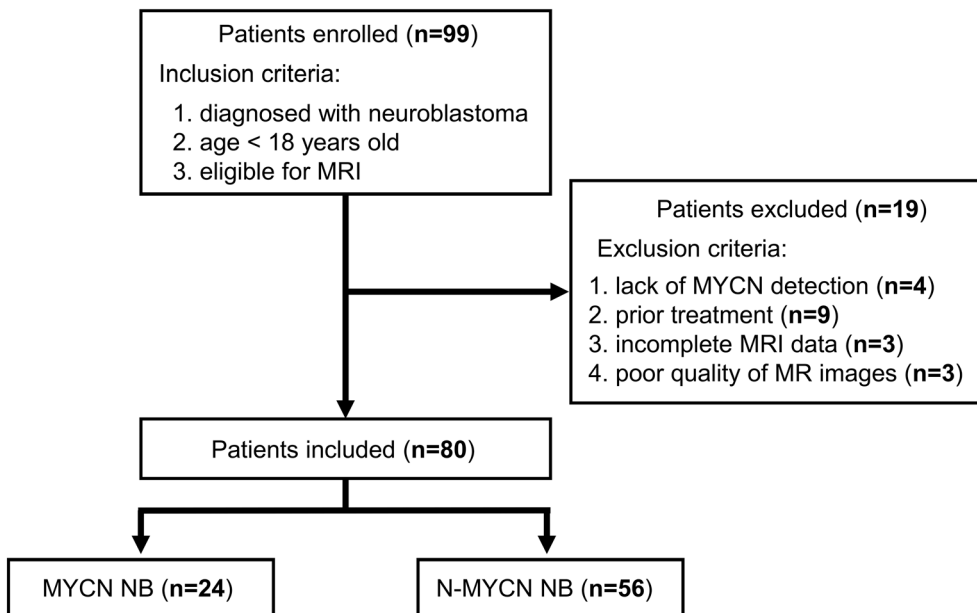 Patients enrolled (n=99)
Inclusion criteria:
1. diagnosed with neuroblastoma
2. age < 18 years old
3. eligible for MRI
Patients excluded (n=19)
Exclusion criteria:
1. lack of MYCN detection (n=4)
2. prior treatment (n=9)
3. incomplete MRI data (n=3)
4. poor quality of MR images (n=3)
Patients included (n=80)
MYCN NB (n=24)
N-MYCN NB (n=56)